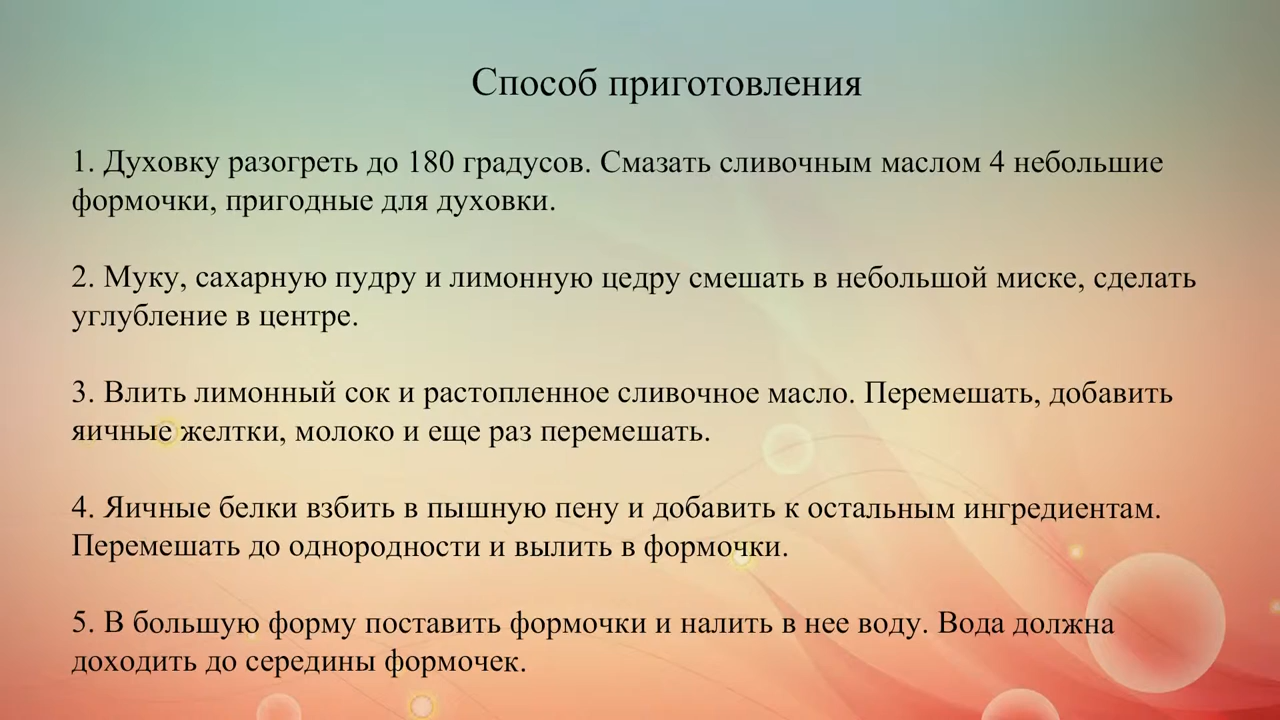 Способ приготовления
1. Духовку разогреть до 180 градусов. Смазать сливочным маслом 4 небольшие
формочки, пригодные для духовки.
2. Муку, сахарную пудру и лимонную цедру смешать в небольшой миске, сделать
углубление в центре.
3. Влить лимонный сок и растопленное сливочное масло. Перемешать, добавить
яичные желтки, молоко и еще раз перемешать.
4. Яичные белки взбить в пышную пену и добавить к остальным ингредиентам.
Перемешать до однородности и вылить в формочки.
5. В большую форму поставить формочки и налить в нее воду. Вода должна
доходить до середины формочек.